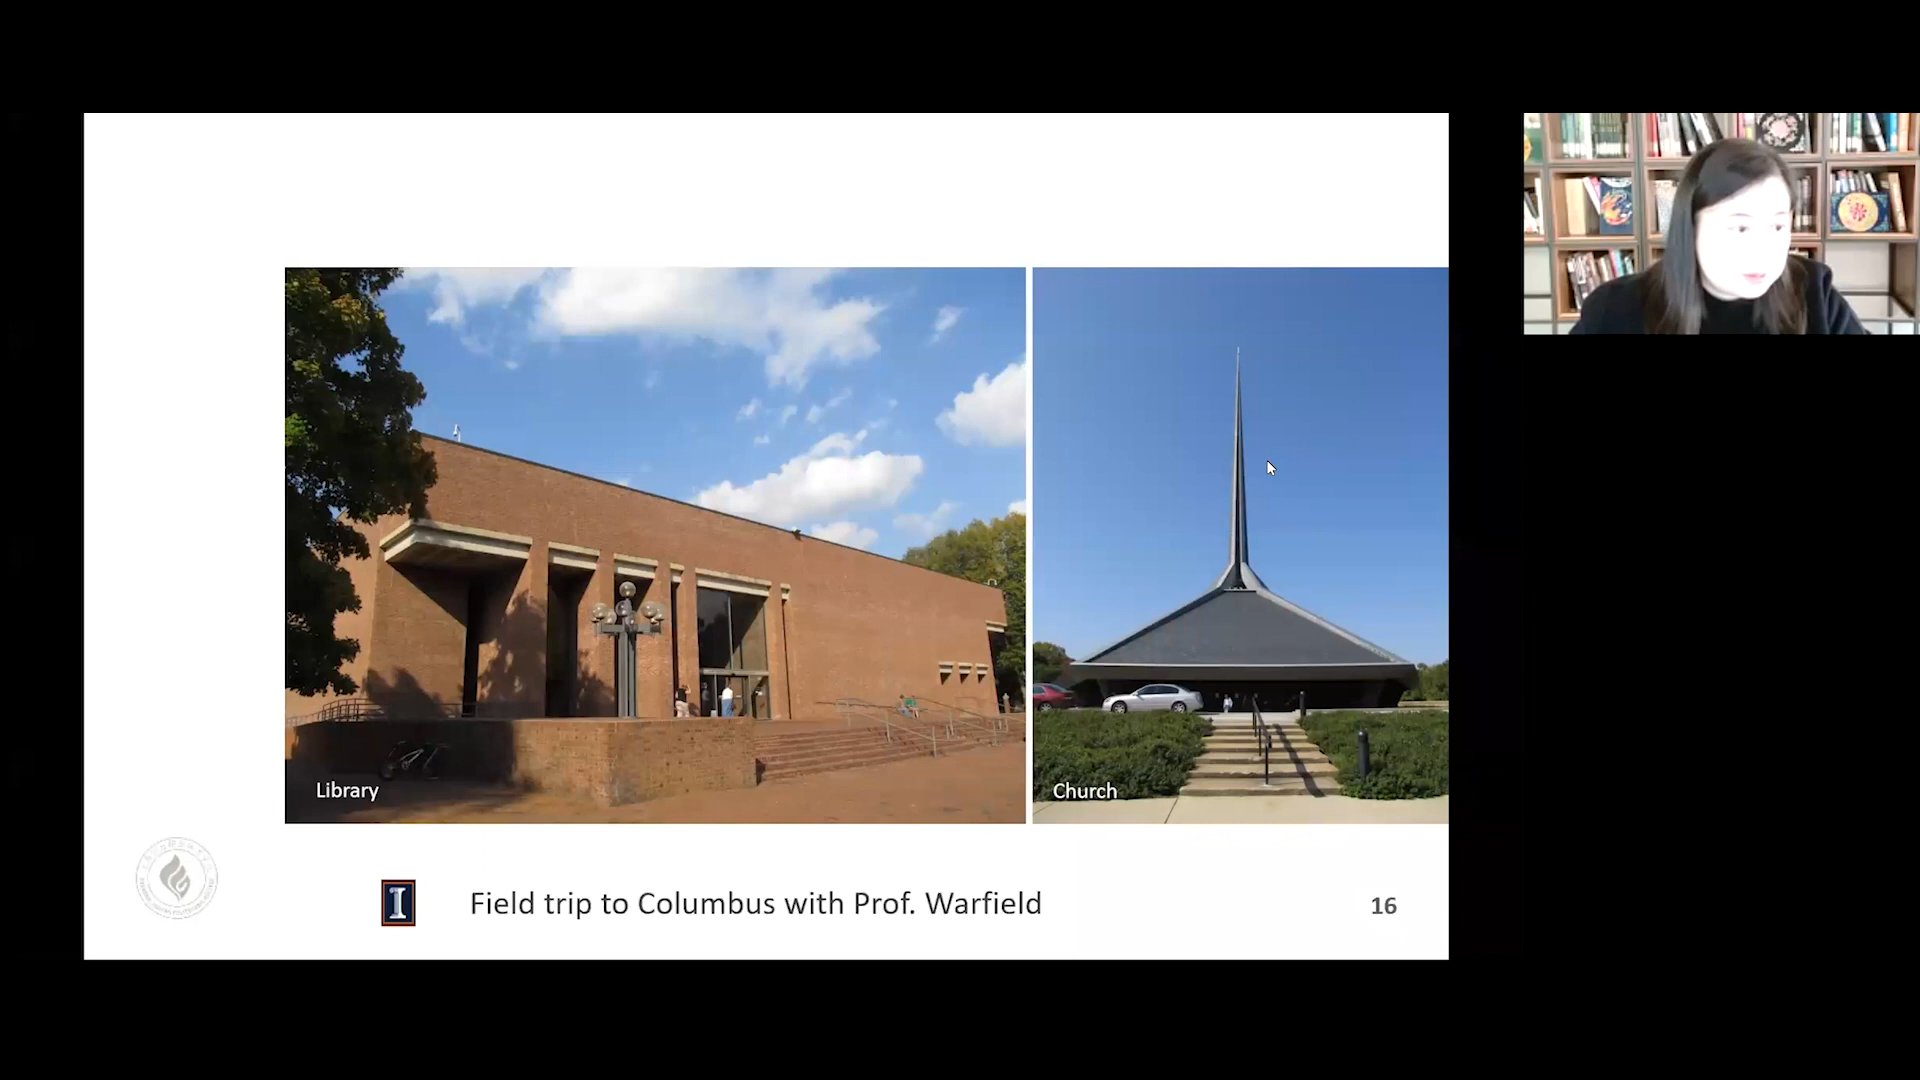 Library
Church
I
Field trip to Columbus with Prof. Warfield
16